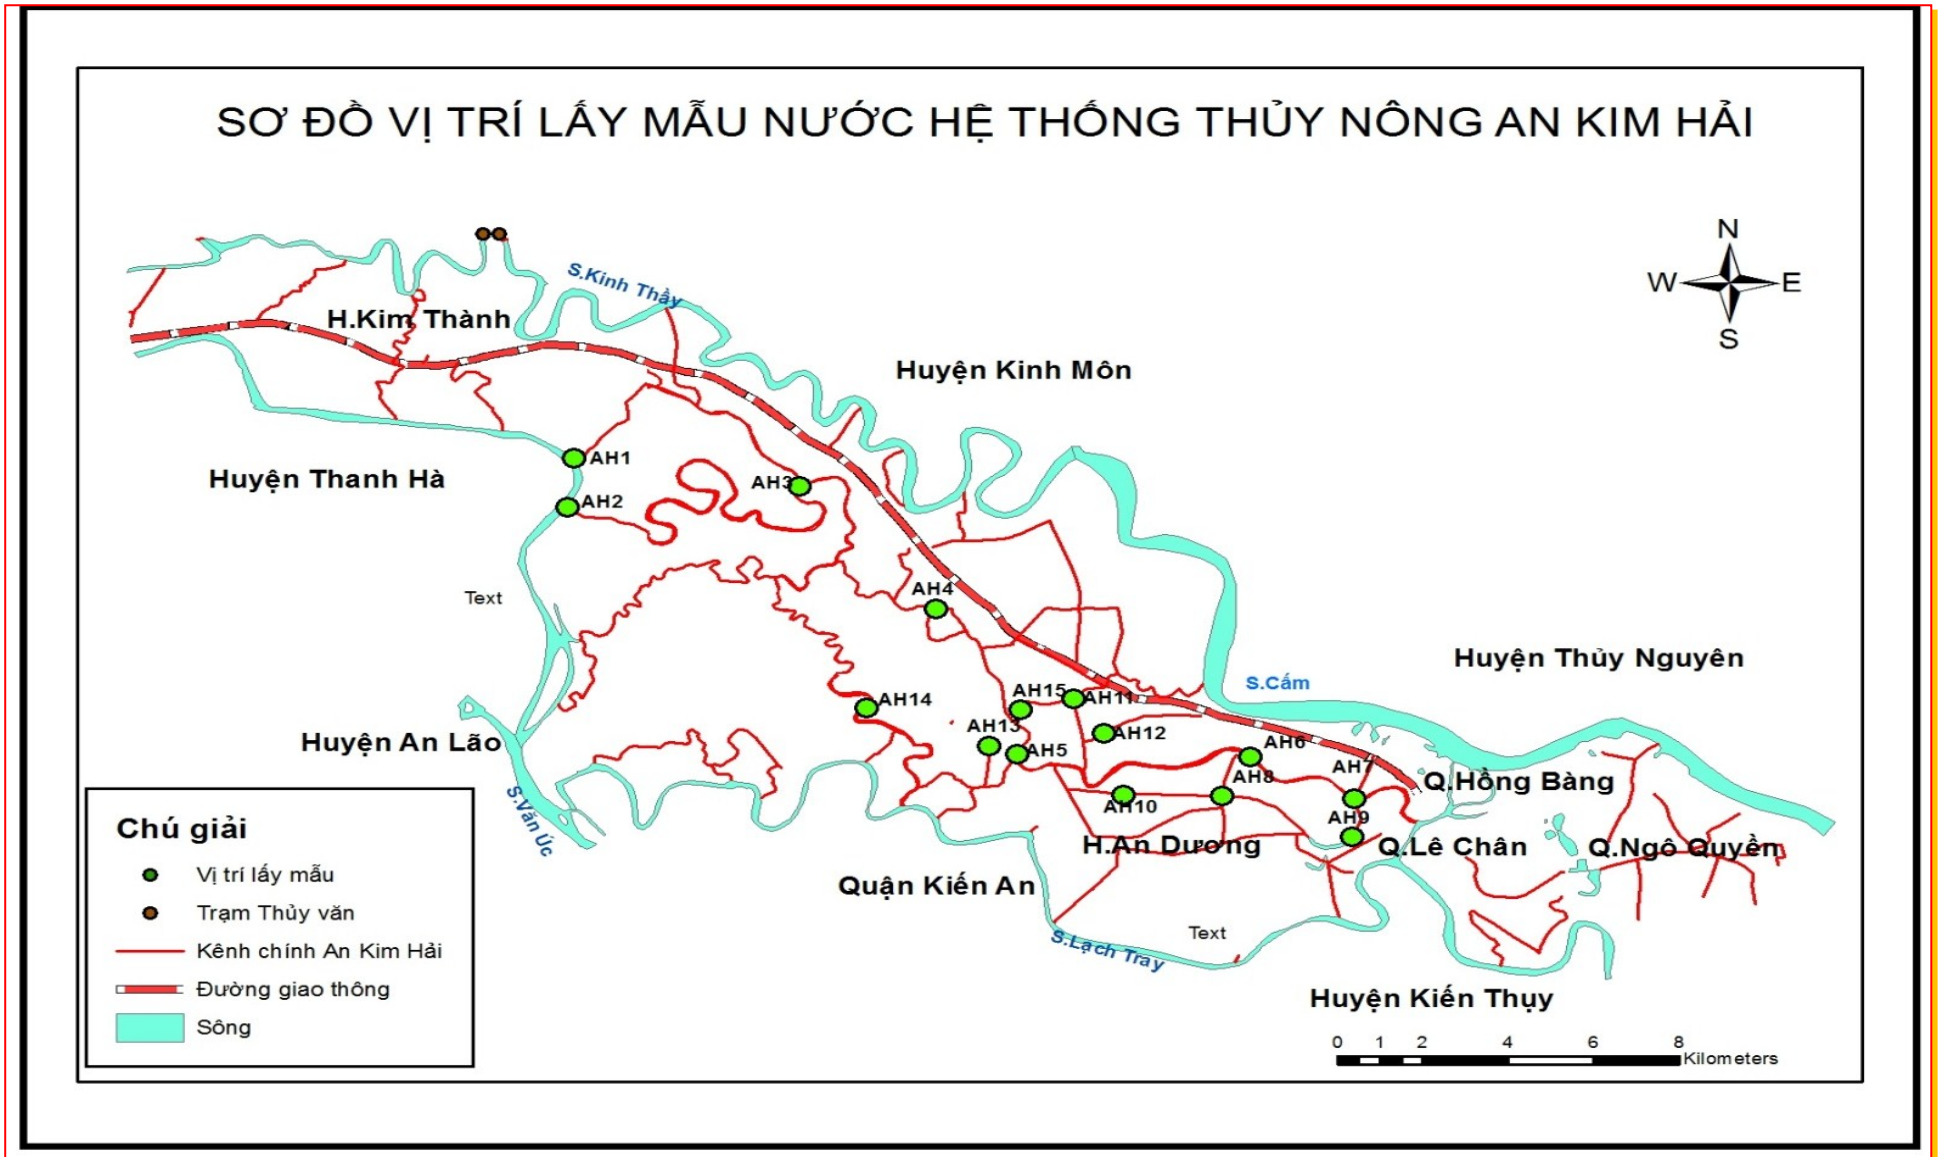 SƠ ĐỒ VỊ TRÍ LẤY MẪU NƯỚC HỆ THỐNG THỦY NÔNG AN KIM HẢI
N
W E
S
S.Kinh Thầy
H.Kim Thành
Huyện Kinh Môn
AH1
Huyện Thanh Hà
AH3
AH2
AH4
Text
Huyện Thủy Nguyên
S.Cấm
AH14
AH15
AH11
AH13
AH12
Huyện An Lão
AH5
AH6
AH7
AH8
Q.Hồng Bàng
S.Văn Úc
AH10
AH9
H.An Dương
Q.Lê Chân
Q.Ngô Quyền
Quận Kiến An
Text
S.Lạch Tray
Huyện Kiến Thụy
Chú giải
Vị trí lấy mẫu
Trạm Thủy văn
Kênh chính An Kim Hải
Đường giao thông
Sông
0 1 2 4 6 8
Kilometers